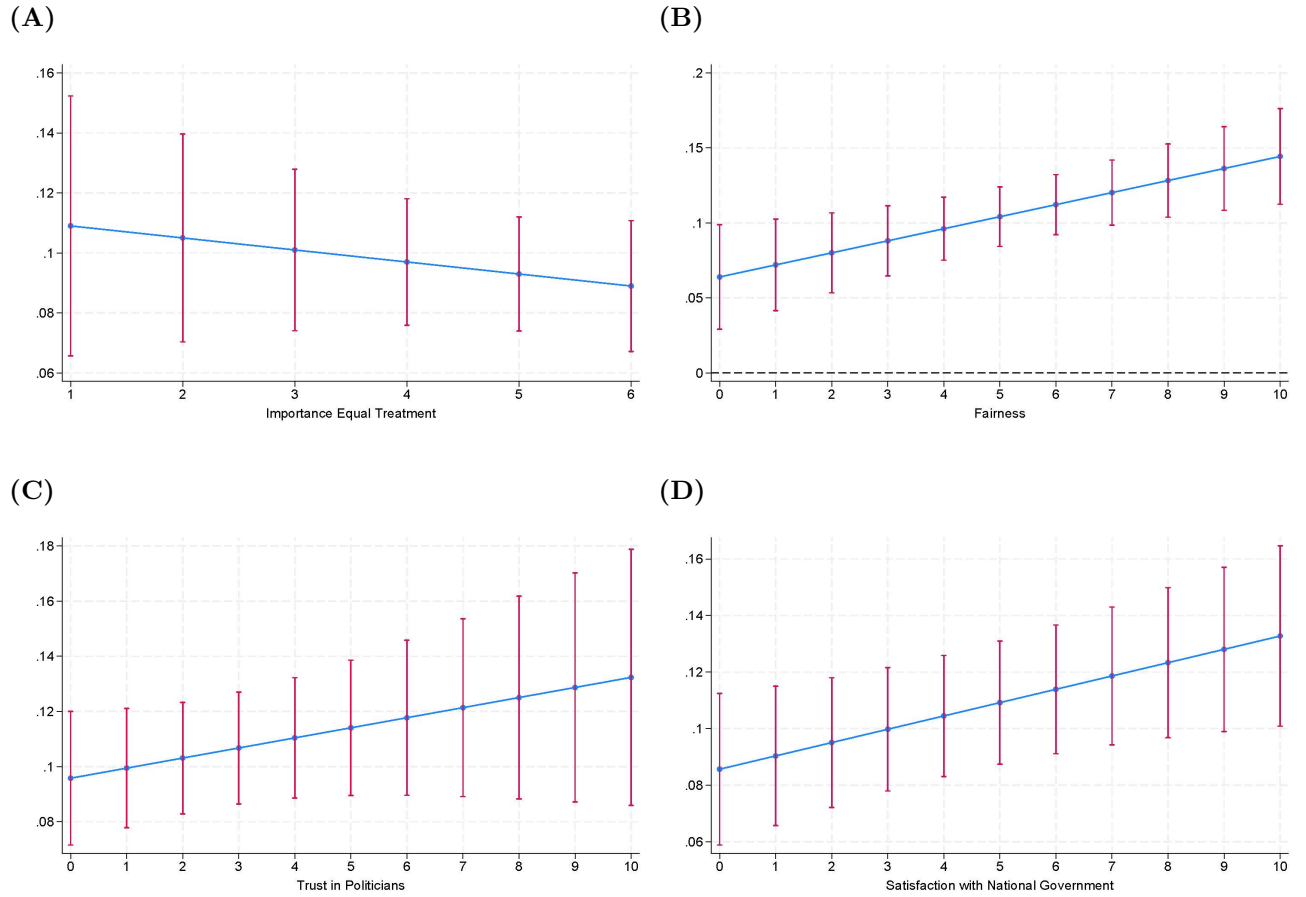 (A)
.16
.14
.12
.1
.08
.06
1 2 3 4 5 6
Importance Equal Treatment
(B)
.2
.15
.1
.05
0
0 1 2 3 4 5 6 7 8 9 10
Fairness
(C)
.18
.16
.14
.12
.1
.08
0 1 2 3 4 5 6 7 8 9 10
Trust in Politicians
(D)
.16
.14
.12
.1
.08
.06
0 1 2 3 4 5 6 7 8 9 10
Satisfaction with National Government